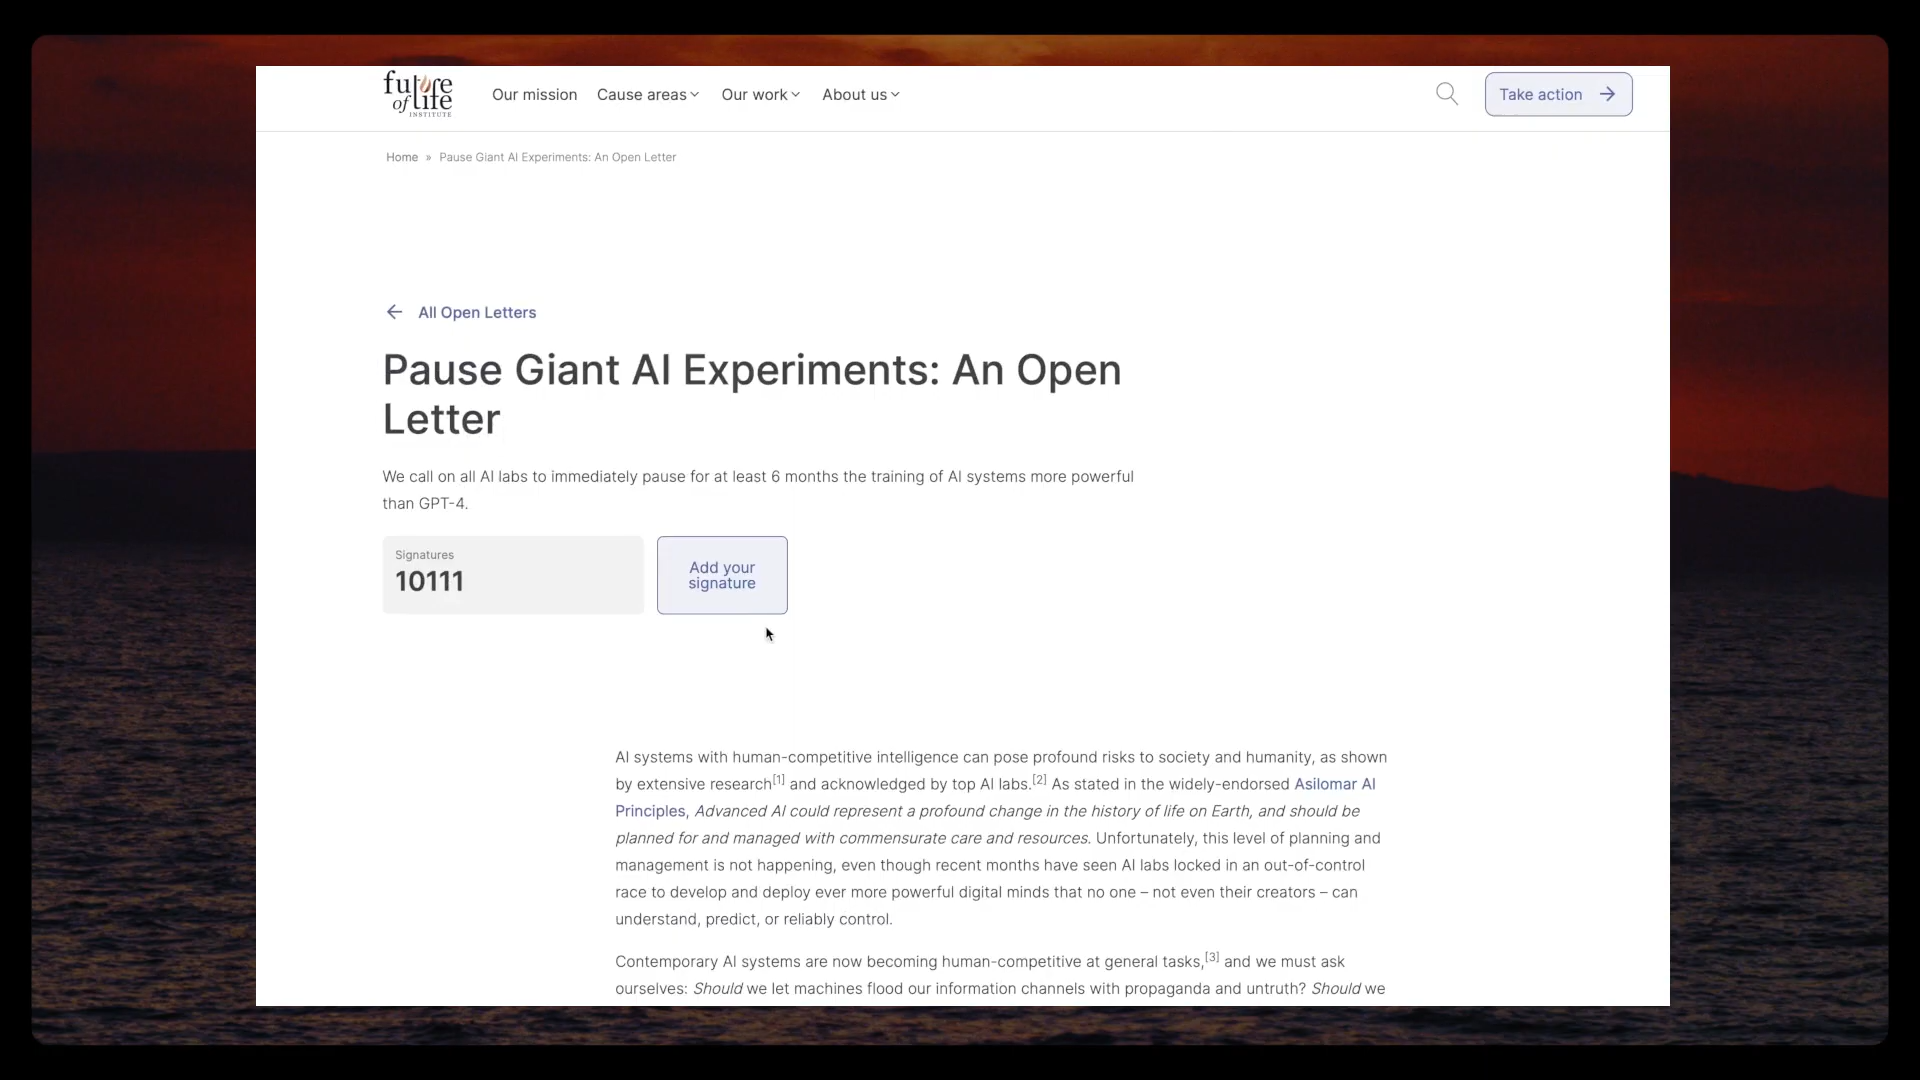 future
of life
INSTITUTE
Our mission
Cause areas
Our work
About us
Take action
Home » Pause Giant AI Experiments: An Open Letter
All Open Letters
Pause Giant AI Experiments: An Open
Letter
We call on all AI labs to immediately pause for at least 6 months the training of AI systems more powerful
than GPT-4.
Signatures
10111
Add your
signature
AI systems with human-competitive intelligence can pose profound risks to society and humanity, as shown
by extensive research[1] and acknowledged by top AI labs.[2] As stated in the widely-endorsed Asilomar AI
Principles, Advanced AI could represent a profound change in the history of life on Earth, and should be
planned for and managed with commensurate care and resources. Unfortunately, this level of planning and
management is not happening, even though recent months have seen AI labs locked in an out-of-control
race to develop and deploy ever more powerful digital minds that no one – not even their creators – can
understand, predict, or reliably control.
Contemporary AI systems are now becoming human-competitive at general tasks,[3] and we must ask
ourselves: Should we let machines flood our information channels with propaganda and untruth? Should we